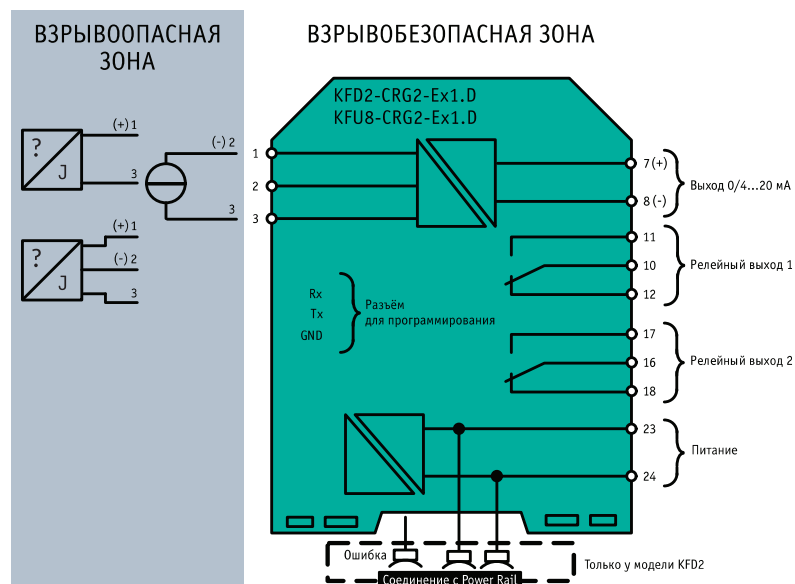 ВЗРЫВООПАСНАЯ
ЗОНА
ВЗРЫВОБЕЗОПАСНАЯ ЗОНА
KFD2-CRG2-Ex1.D
KFU8-CRG2-Ex1.D
?
J
(+) 1
3
(-) 2
3
?
J
(+) 1
(-) 2
3
1
2
3
7 (+)
8 (-)
Выход 0/4...20 мА
11
10
12
Релейный выход 1
Rx
Tx
GND
Разъём
для программирования
17
16
18
Релейный выход 2
23
24
Питание
Ошибка
Соединение с Power Rail
Только у модели KFD2